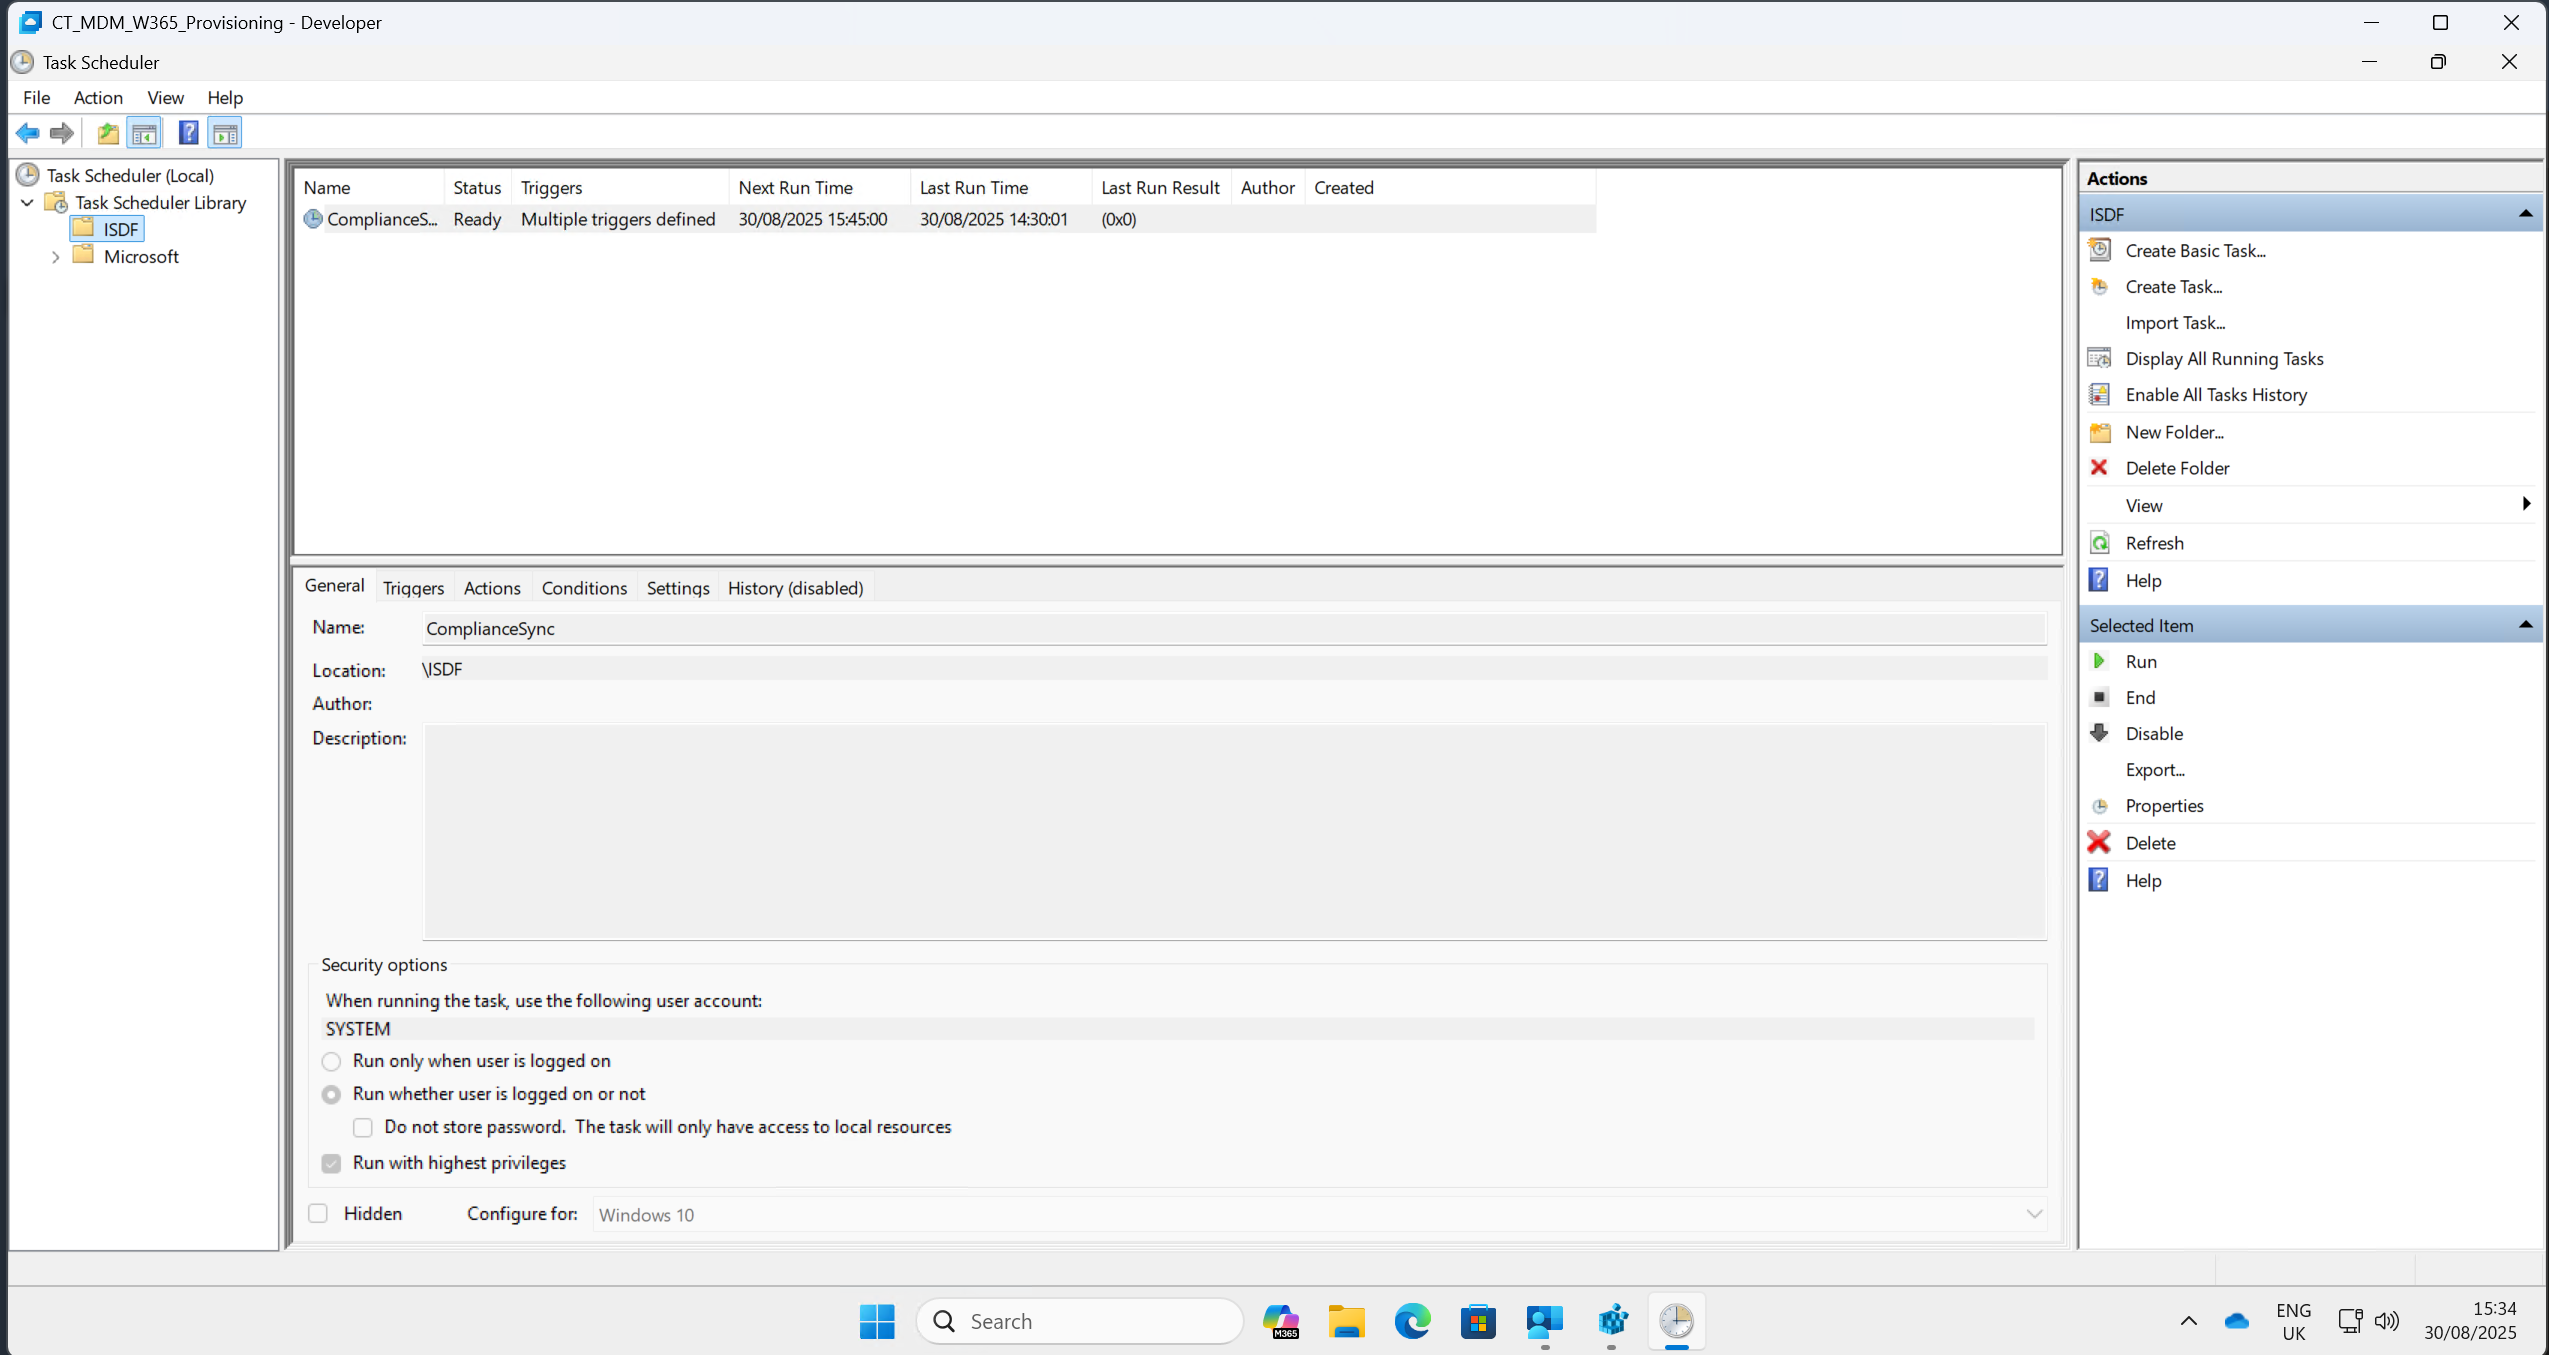 CT_MDM_W365_Provisioning - Developer
Task Scheduler
File Action View Help
Task Scheduler (Local)
Task Scheduler Library
ISDF
Microsoft
Name Status Triggers Next Run Time Last Run Time Last Run Result Author Created
ComplianceS... Ready Multiple triggers defined 30/08/2025 15:45:00 30/08/2025 14:30:01 (0x0)
General Triggers Actions Conditions Settings History (disabled)
Name: ComplianceSync
Location: \ISDF
Author:
Description:
Security options
When running the task, use the following user account:
SYSTEM
Run only when user is logged on
Run whether user is logged on or not
Do not store password. The task will only have access to local resources
Run with highest privileges
Hidden Configure for: Windows 10
Actions
ISDF
Create Basic Task...
Create Task...
Import Task...
Display All Running Tasks
Enable All Tasks History
New Folder...
Delete Folder
View
Refresh
Help
Selected Item
Run
End
Disable
Export...
Properties
Delete
Help
Search
M365
ENG
UK
15:34
30/08/2025